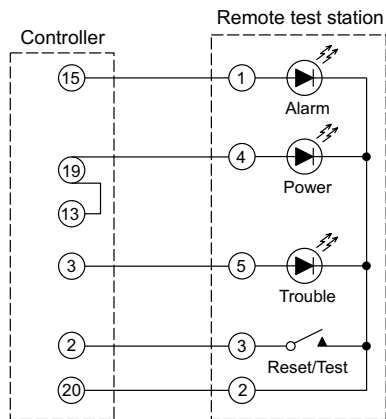 Remote test station
Controller
15
1
Alarm
19
4
Power
13
3
5
Trouble
2
3
Reset/Test
20
2